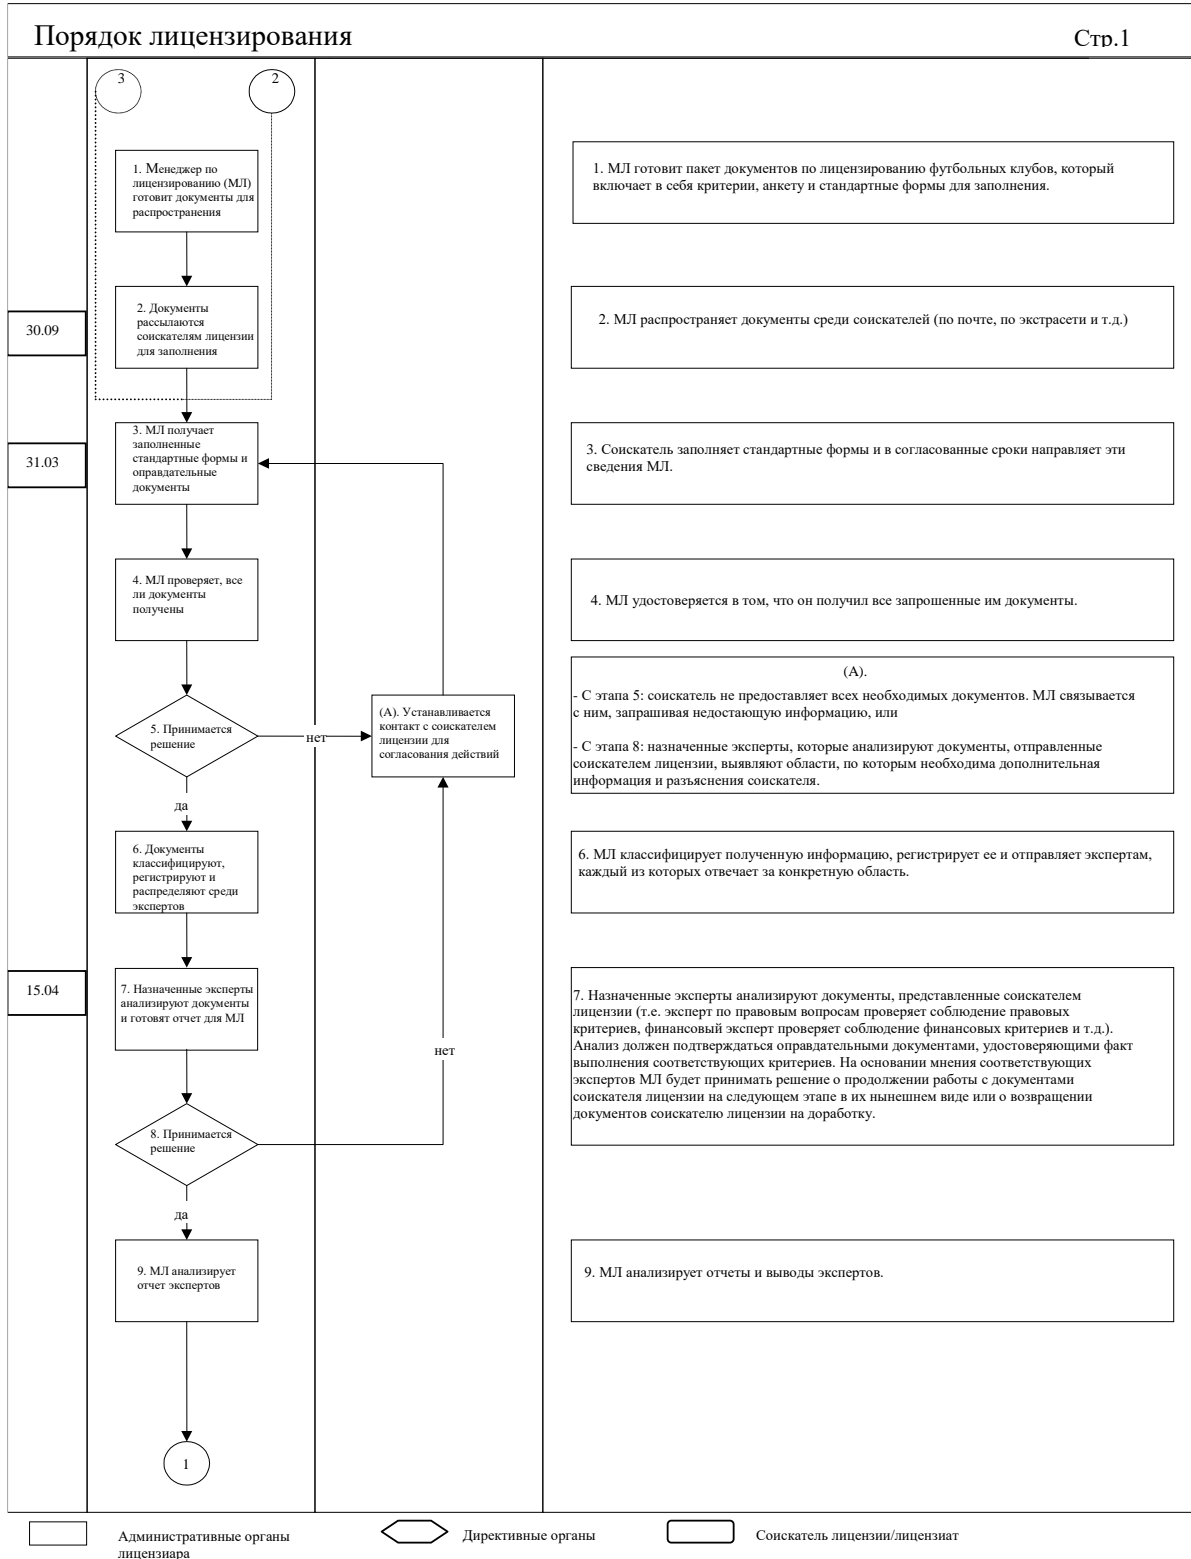 Порядок лицензирования
Стр.1
3
2
1. Менеджер по
лицензированию (МЛ)
готовит документы для
распространения
1. МЛ готовит пакет документов по лицензированию футбольных клубов, который
включает в себя критерии, анкету и стандартные формы для заполнения.
30.09
2. Документы
рассылаются
соискателям лицензии
для заполнения
2. МЛ распространяет документы среди соискателей (по почте, по экстрасети и т.д.)
31.03
3. МЛ получает
заполненные
стандартные формы и
оправдательные
документы
3. Соискатель заполняет стандартные формы и в согласованные сроки направляет эти
сведения МЛ.
4. МЛ проверяет, все
ли документы
получены
4. МЛ удостоверяется в том, что он получил все запрошенные им документы.
5. Принимается
решение
нет
(А). Устанавливается
контакт с соискателем
лицензии для
согласования действий
(А).
- С этапа 5: соискатель не предоставляет всех необходимых документов. МЛ связывается
с ним, запрашивая недостающую информацию, или
- С этапа 8: назначенные эксперты, которые анализируют документы, отправленные
соискателем лицензии, выявляют области, по которым необходима дополнительная
информация и разъяснения соискателя.
да
6. Документы
классифицируют,
регистрируют и
распределяют среди
экспертов
6. МЛ классифицирует полученную информацию, регистрирует ее и отправляет экспертам,
каждый из которых отвечает за конкретную область.
15.04
7. Назначенные эксперты
анализируют документы
и готовят отчет для МЛ
нет
7. Назначенные эксперты анализируют документы, представленные соискателем
лицензии (т.е. эксперт по правовым вопросам проверяет соблюдение правовых
критериев, финансовый эксперт проверяет соблюдение финансовых критериев и т.д.).
Анализ должен подтверждаться оправдательными документами, удостоверяющими факт
выполнения соответствующих критериев. На основании мнения соответствующих
экспертов МЛ будет принимать решение о продолжении работы с документами
соискателя лицензии на следующем этапе в их нынешнем виде или о возвращении
документов соискателю лицензии на доработку.
8. Принимается
решение
да
9. МЛ анализирует
отчет экспертов
9. МЛ анализирует отчеты и выводы экспертов.
1
Административные органы
лицензиара
Директивные органы
Соискатель лицензии/лицензиат